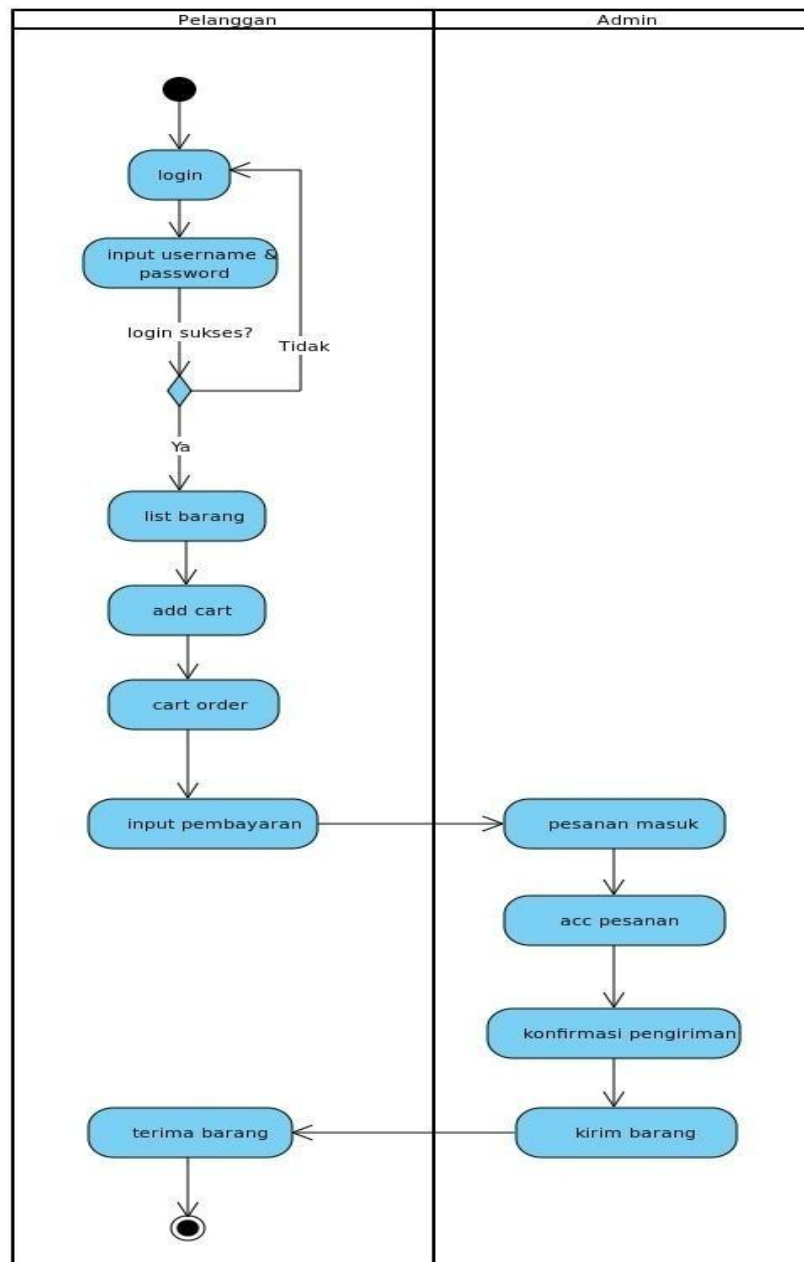 Pelanggan
Admin
login
input username &
password
login sukses?
Tidak
Ya
list barang
add cart
cart order
input pembayaran
pesanan masuk
acc pesanan
konfirmasi pengiriman
terima barang
kirim barang